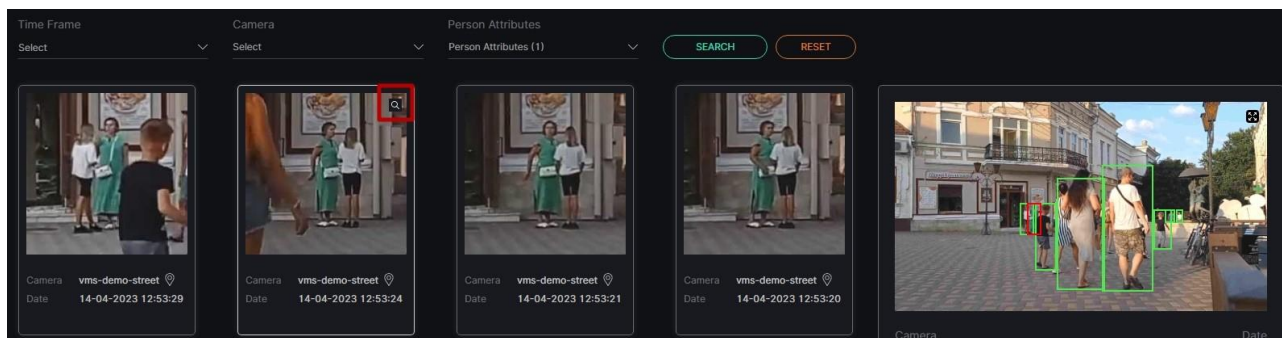 Time Frame
Camera
Person Attributes
Select
Select
Person Attributes (1)
SEARCH
RESET
Camera vms-demo-street
Date 14-04-2023 12:53:29
Camera vms-demo-street
Date 14-04-2023 12:53:24
Camera vms-demo-street
Date 14-04-2023 12:53:21
Camera vms-demo-street
Date 14-04-2023 12:53:20
Camera
Date